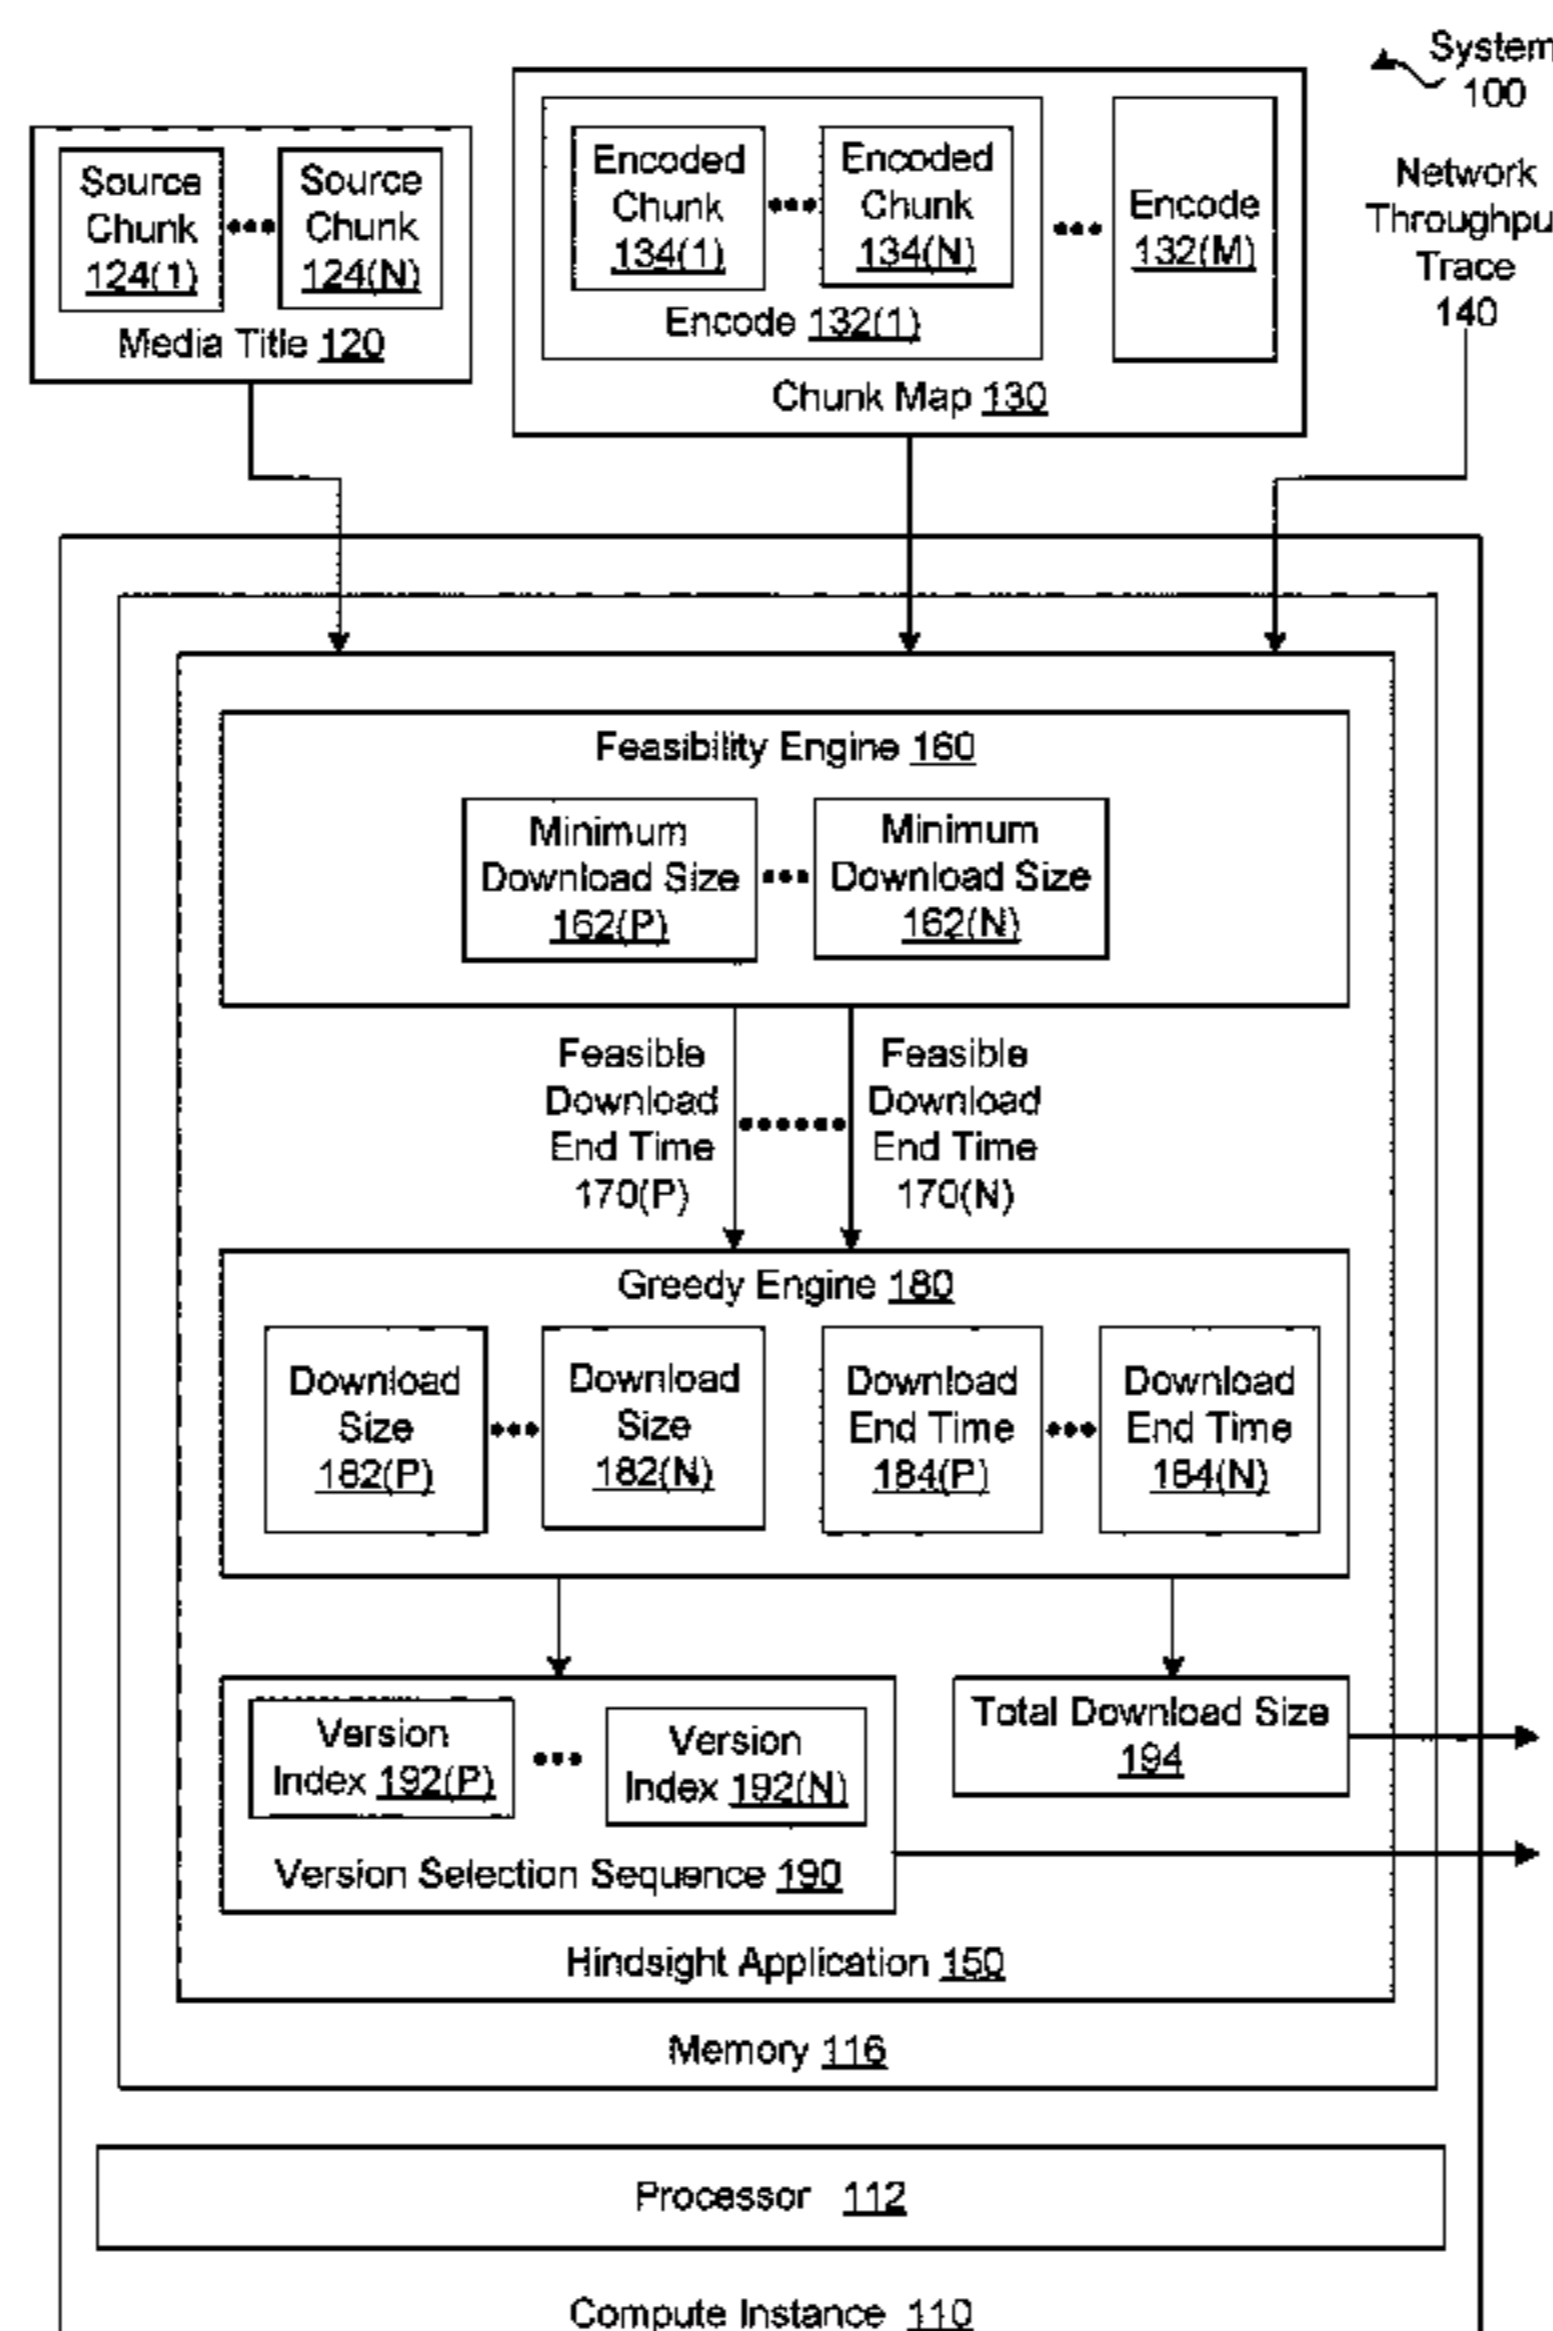 System
100
Source
Chunk
124(1)
Source
Chunk
124(N)
Media Title 120
Encoded
Chunk
134(1)
Encoded
Chunk
134(N)
Encode 132(1)
Encode
132(M)
Chunk Map 130
Network
Throughpu
Trace
140
Feasibility Engine 160
Minimum
Download Size
162(P)
Minimum
Download Size
162(N)
Feasible
Download
End Time
170(P)
Feasible
Download
End Time
170(N)
Greedy Engine 180
Download
Size
182(P)
Download
Size
182(N)
Download
End Time
184(P)
Download
End Time
184(N)
Version
Index 192(P)
Version
Index 192(N)
Version Selection Sequence 190
Total Download Size
194
Hindsight Application 150
Memory 116
Processor 112
Compute Instance 110